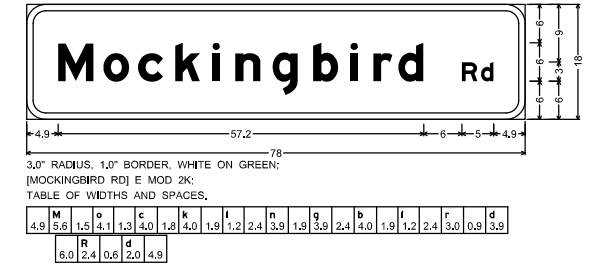 Mockingbird Rd
6 6 6
9 3 6
18
4.9 57.2 6 5 4.9
78
3.0" RADIUS, 1.0" BORDER, WHITE ON GREEN;
[MOCKINGBIRD RD] E MOD 2K;
TABLE OF WIDTHS AND SPACES.
M o c k i n g b i r d
4.9 5.6 1.5 4.1 1.3 4.0 1.8 4.0 1.9 1.2 2.4 3.9 1.9 3.9 2.4 4.0 1.9 1.2 2.4 3.0 0.9 3.9
R d
6.0 2.4 0.6 2.0 4.9